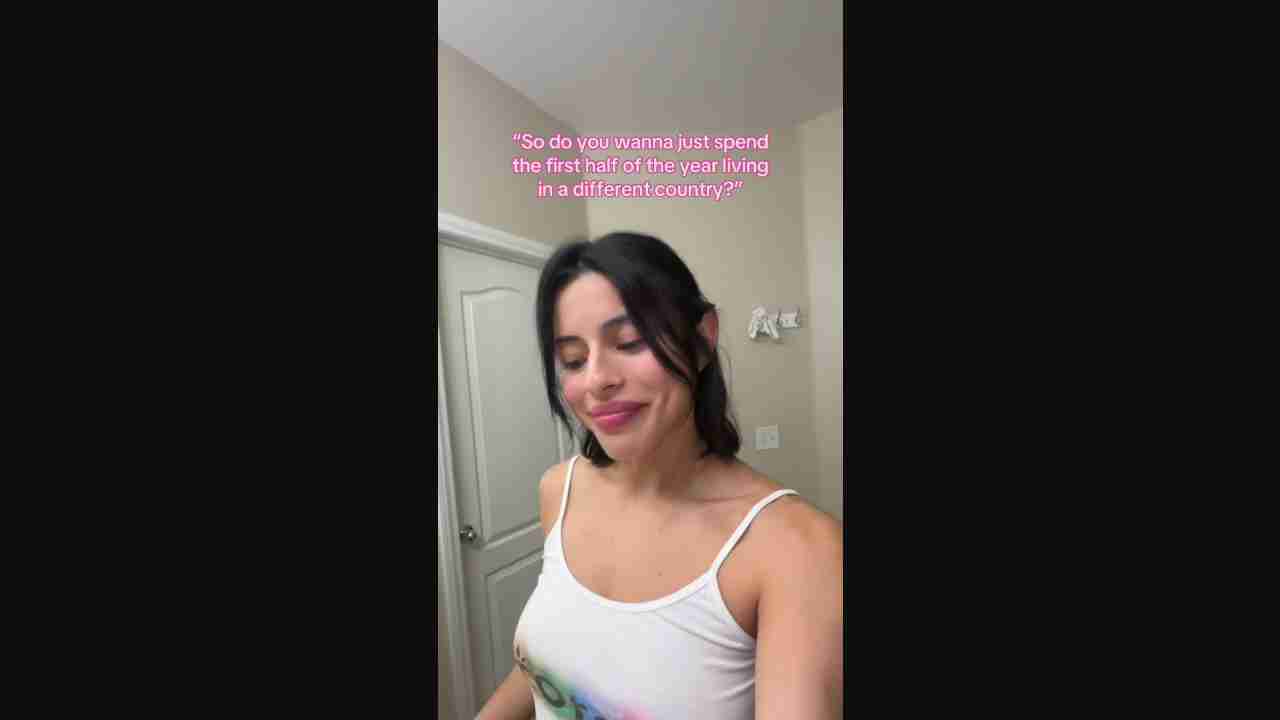 “So do you wanna just spend
the first half of the year living
in a different country?”